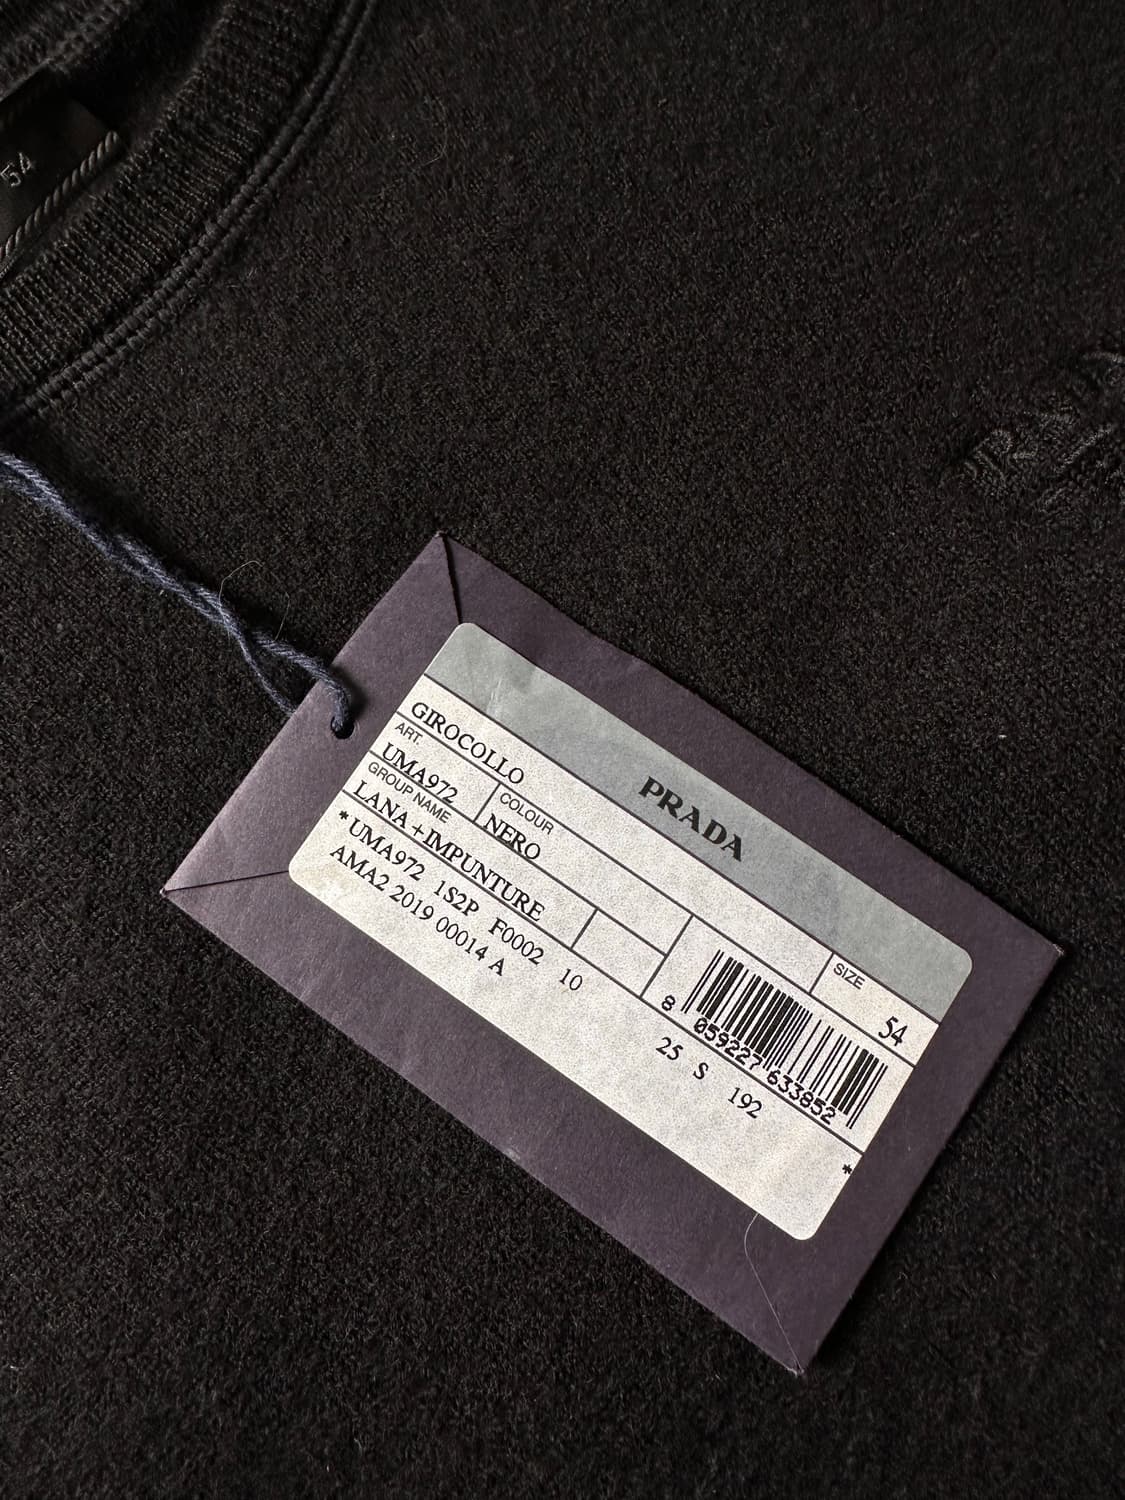 54
PRADA
GIROCOLLO
ART.
UMA972
COLOUR
NERO
SIZE
54
GROUP NAME
LANA+IMPUNTURE
8 059227 633852
*UMA972 1S2P F0002 10 25 S 192 *
AMA2 2019 00014 A